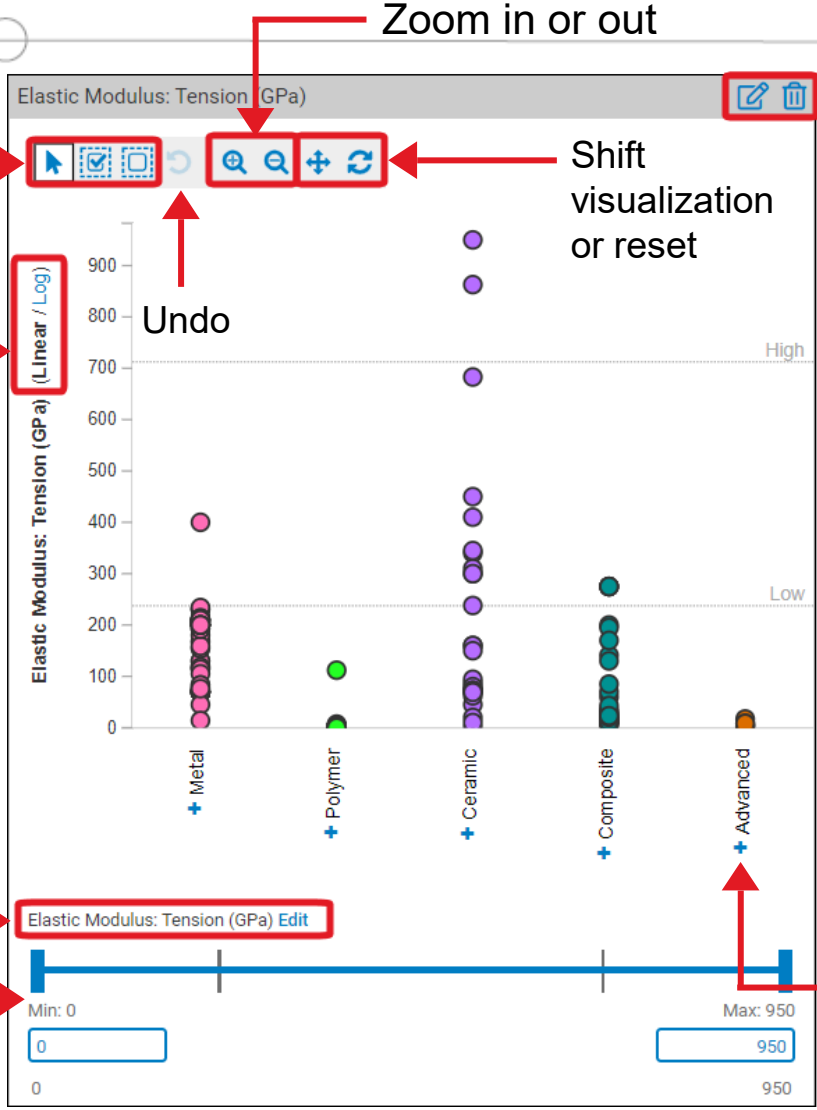 Zoom in or out
Elastic Modulus: Tension (GPa)
Shift
visualization
or reset
Undo
Elastic Modulus: Tension (GPa) (Linear / Log)
900
800
700
600
500
400
300
200
100
0
High
Low
+ Metal
+ Polymer
+ Ceramic
+ Composite
+ Advanced
Elastic Modulus: Tension (GPa) Edit
Min: 0
Max: 950
0
950
0
950